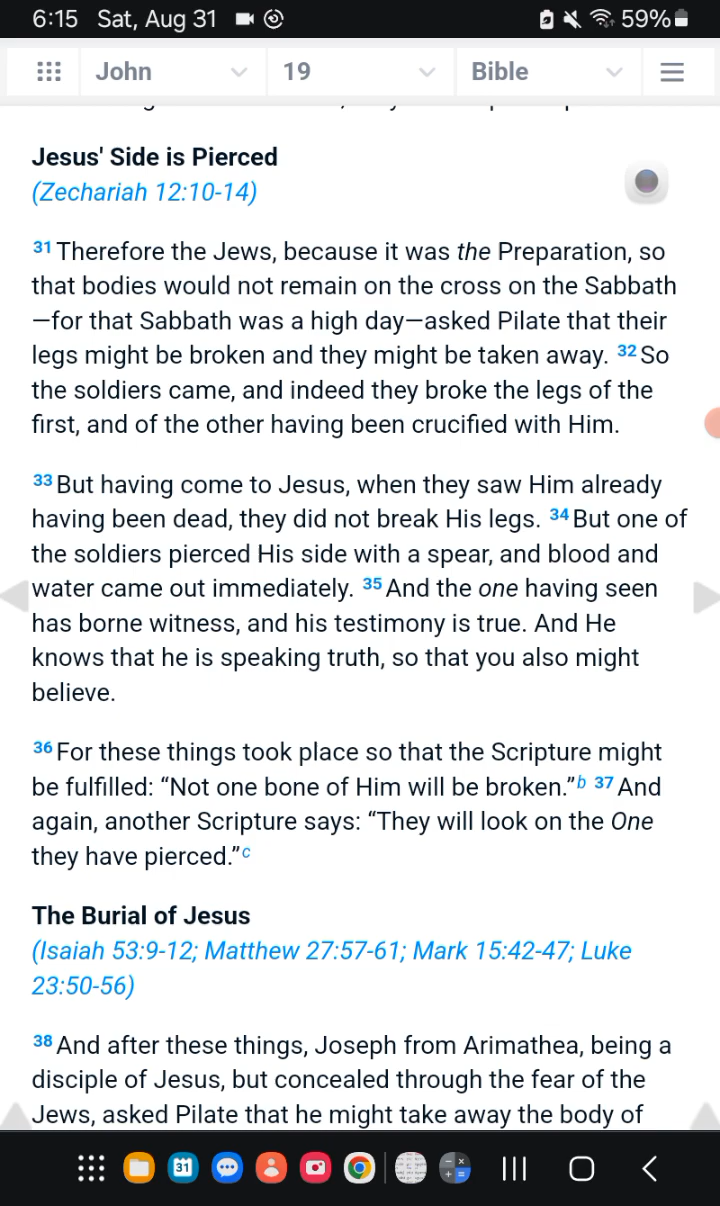 6:15 Sat, Aug 31 59%
John 19 Bible
Jesus' Side is Pierced
(Zechariah 12:10-14)
31 Therefore the Jews, because it was the Preparation, so
that bodies would not remain on the cross on the Sabbath
—for that Sabbath was a high day—asked Pilate that their
legs might be broken and they might be taken away. 32 So
the soldiers came, and indeed they broke the legs of the
first, and of the other having been crucified with Him.
33 But having come to Jesus, when they saw Him already
having been dead, they did not break His legs. 34 But one of
the soldiers pierced His side with a spear, and blood and
water came out immediately. 35 And the one having seen
has borne witness, and his testimony is true. And He
knows that he is speaking truth, so that you also might
believe.
36 For these things took place so that the Scripture might
be fulfilled: “Not one bone of Him will be broken.”b 37 And
again, another Scripture says: “They will look on the One
they have pierced.”c
The Burial of Jesus
(Isaiah 53:9-12; Matthew 27:57-61; Mark 15:42-47; Luke
23:50-56)
38 And after these things, Joseph from Arimathea, being a
disciple of Jesus, but concealed through the fear of the
Jews, asked Pilate that he might take away the body of
31